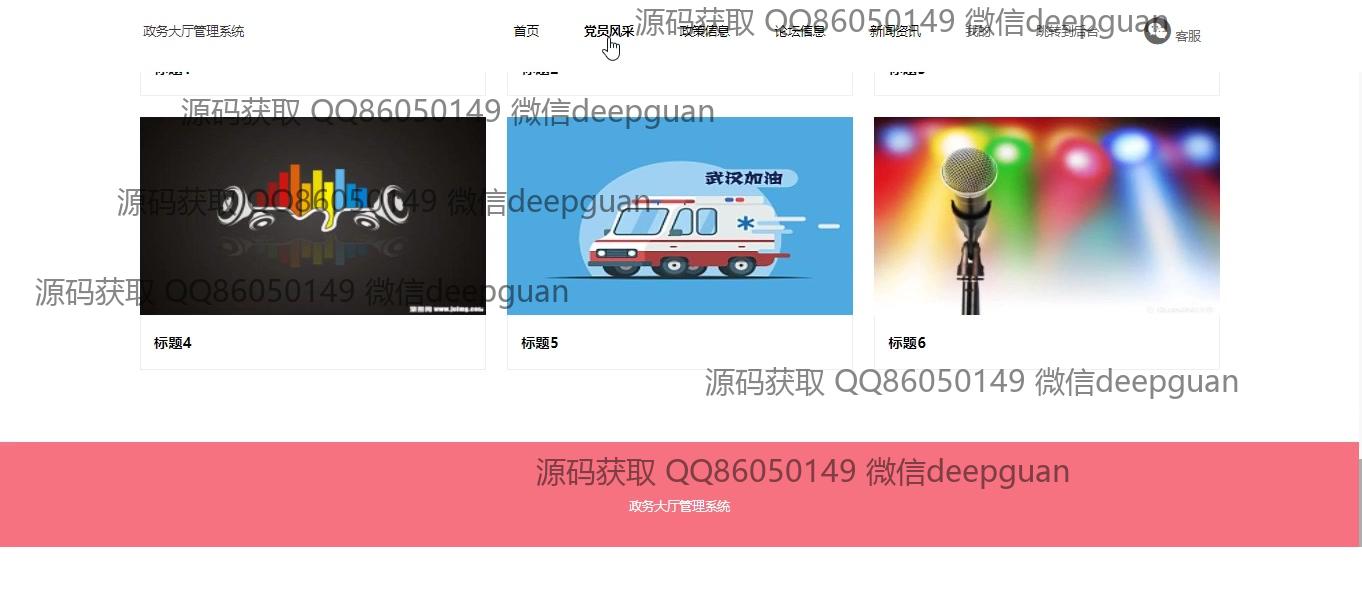 政务大厅管理系统 首页 党员风采 政策信息 论坛信息 新闻资讯 我的 跳转到后台 客服
源码获取 QQ86050149 微信deepguan
标题1 标题2 标题3
源码获取 QQ86050149 微信deepguan
武汉加油
源码获取 QQ86050149 微信deepguan
源码获取 QQ86050149 微信deepguan
标题4 标题5 标题6
源码获取 QQ86050149 微信deepguan
源码获取 QQ86050149 微信deepguan
政务大厅管理系统